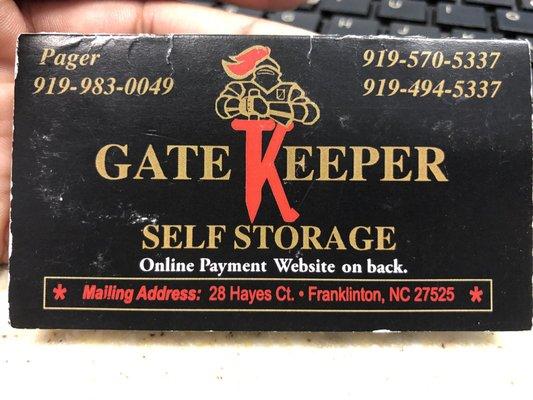 Pager
919-983-0049
919-570-5337
919-494-5337
GATE KEEPER
SELF STORAGE
Online Payment Website on back.
* Mailing Address: 28 Hayes Ct. • Franklinton, NC 27525 *